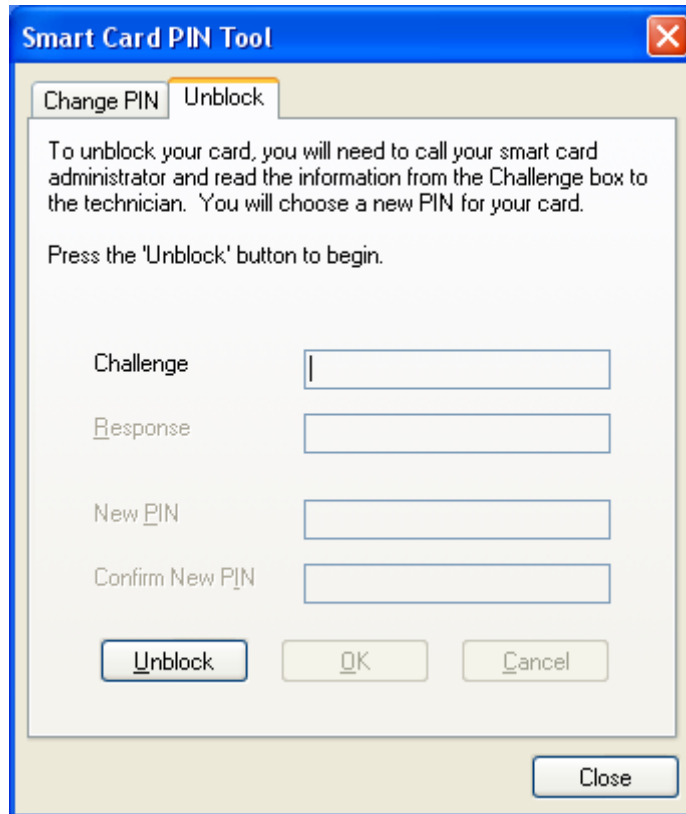 Smart Card PIN Tool
Change PIN
Unblock
To unblock your card, you will need to call your smart card
administrator and read the information from the Challenge box to
the technician.  You will choose a new PIN for your card.
Press the 'Unblock' button to begin.
Challenge
Response
New PIN
Confirm New PIN
Unblock
OK
Cancel
Close